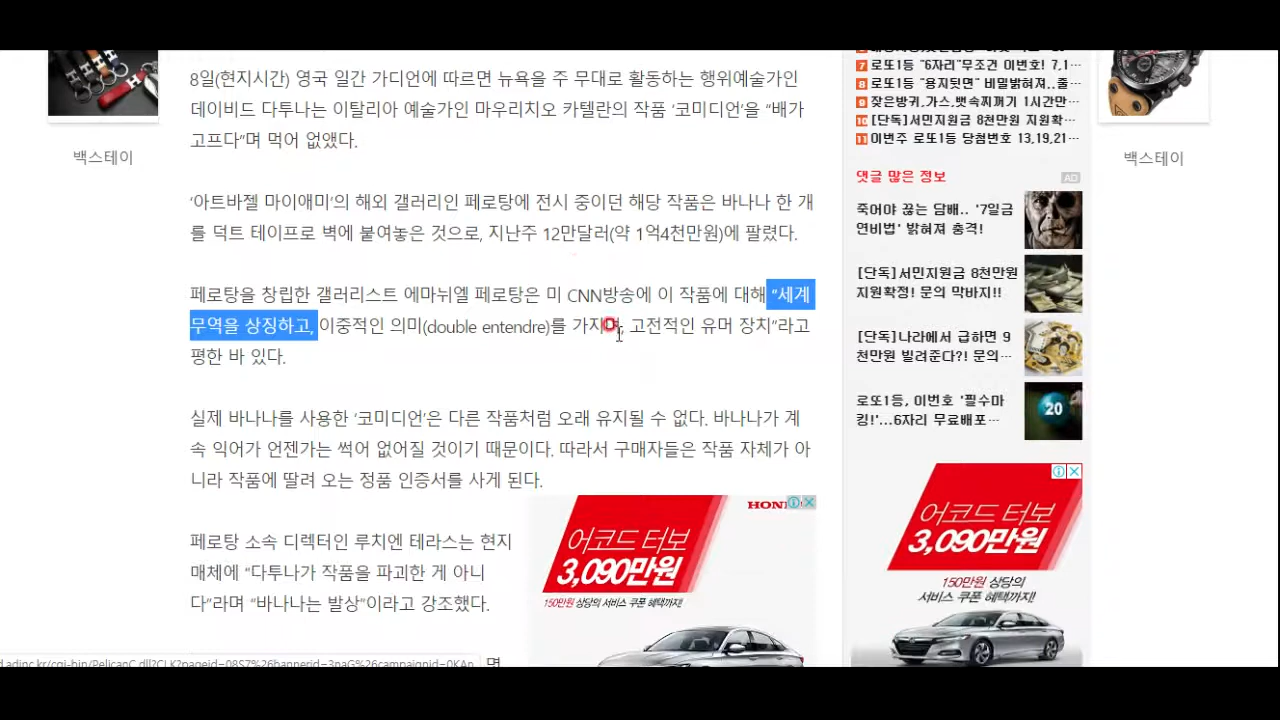 백스테이
8일(현지시간) 영국 일간 가디언에 따르면 뉴욕을 주 무대로 활동하는 행위예술가인
데이비드 다투나는 이탈리아 예술가인 마우리치오 카텔란의 작품 ‘코미디언’을 “배가
고프다”며 먹어 없앴다.
‘아트바젤 마이애미’의 해외 갤러리인 페로탕에 전시 중이던 해당 작품은 바나나 한 개
를 덕트 테이프로 벽에 붙여놓은 것으로, 지난주 12만달러(약 1억4천만원)에 팔렸다.
페로탕을 창립한 갤러리스트 에마뉘엘 페로탕은 미 CNN방송에 이 작품에 대해 “세계
무역을 상징하고, 이중적인 의미(double entendre)를 가지며, 고전적인 유머 장치”라고
평한 바 있다.
실제 바나나를 사용한 ‘코미디언’은 다른 작품처럼 오래 유지될 수 없다. 바나나가 계
속 익어가 언젠가는 썩어 없어질 것이기 때문이다. 따라서 구매자들은 작품 자체가 아
니라 작품에 딸려 오는 정품 인증서를 사게 된다.
페로탕 소속 디렉터인 루치엔 테라스는 현지
매체에 “다투나가 작품을 파괴한 게 아니
다”라며 “바나나는 발상”이라고 강조했다.
면
HON
어코드 터보
3,090만원
150만원 상당의 서비스 쿠폰 혜택까지!
7 로또1등 "6자리"무조건 이번호! 7,1…
8 로또1등 "용지뒷면" 비밀밝혀져..줄…
9 잦은방귀,가스,뱃속찌꺼기 1시간만…
10 [단독]서민지원금 8천만원 지원확…
11 이번주 로또1등 당첨번호 13,19,21…
댓글 많은 정보
AD
죽어야 끊는 담배.. '7일금
연비법' 밝혀져 충격!
[단독]서민지원금 8천만원
지원확정! 문의 막바지!!
[단독]나라에서 급하면 9
천만원 빌려준다?! 문의…
로또1등, 이번호 '필수마
킹!'…6자리 무료배포…
20
어코드 터보
3,090만원
150만원 상당의
서비스 쿠폰 혜택까지!
백스테이
d.adinc.kr/cgi-bin/PelicanC.dll?CLK?pageid=08S7%26bannerid=3naG%26campaignid=0KAn